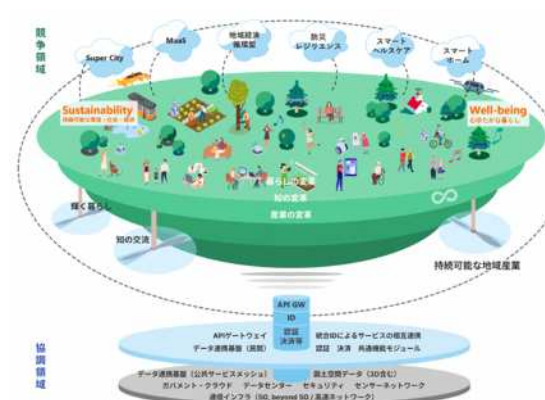 競争領域
Super City
MaaS
地域経済
循環型
防災
レジリエンス
スマート
ヘルスケア
スマート
ホーム
Sustainability
Well-being
心ゆたかな暮らし
暮らしの変革
知の変革
産業の変革
輝く暮らし
知の交流
持続可能な地域産業
API GW
ID
認証
決済等
APIゲートウェイ
統合IDによるサービスの相互連携
データ連携基盤（民間）
認証 決済 共通機能モジュール
協調領域
データ連携基盤（公共サービスメッシュ）
国土空間データ（3D含む）
ガバメント・クラウド データセンター セキュリティ センサーネットワーク
通信インフラ（5G, beyond 5G / 高速ネットワーク）